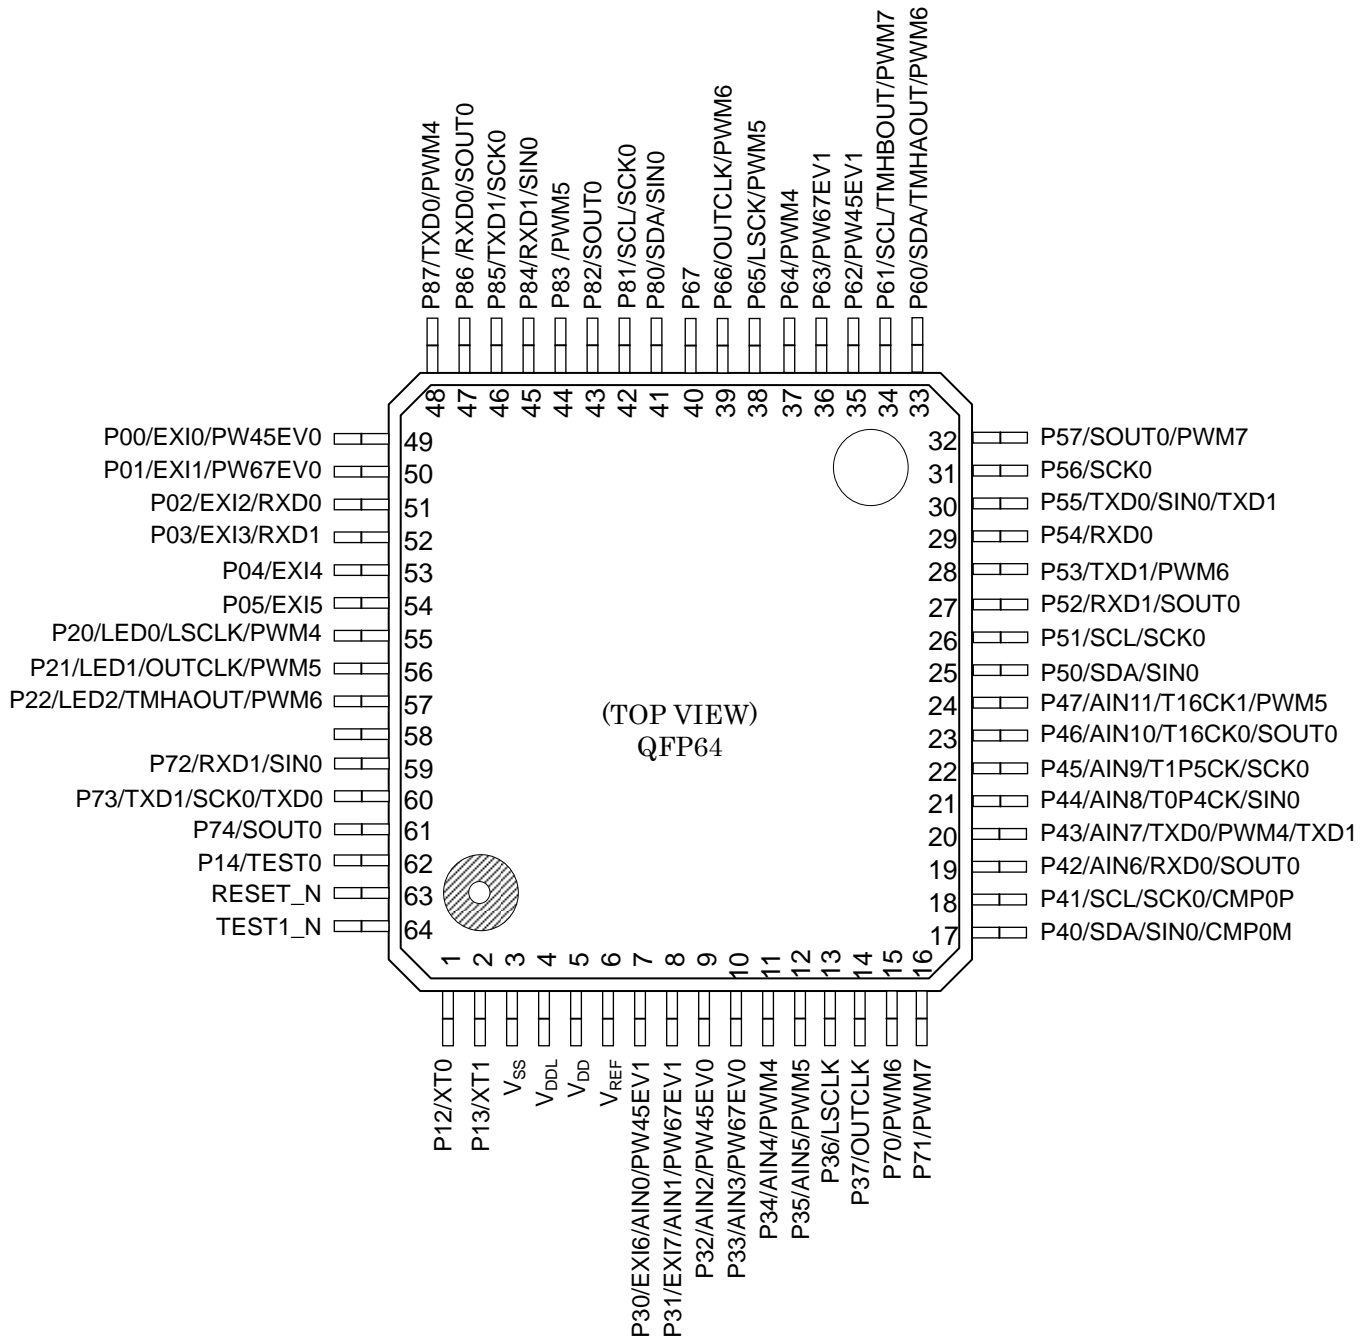 P87/TXD0/PWM4
P86 /RXD0/SOUT0
P85/TXD1/SCK0
P84/RXD1/SIN0
P83 /PWM5
P82/SOUT0
P81/SCL/SCK0
P80/SDA/SIN0
P67
P66/OUTCLK/PWM6
P65/LSCK/PWM5
P64/PWM4
P63/PW67EV1
P62/PW45EV1
P61/SCL/TMHBOUT/PWM7
P60/SDA/TMHAOUT/PWM6
48
47
46
45
44
43
42
41
40
39
38
37
36
35
34
33
P00/EXI0/PW45EV0 49
P01/EXI1/PW67EV0 50
P02/EXI2/RXD0 51
P03/EXI3/RXD1 52
P04/EXI4 53
P05/EXI5 54
P20/LED0/LSCLK/PWM4 55
P21/LED1/OUTCLK/PWM5 56
P22/LED2/TMHAOUT/PWM6 57
58
P72/RXD1/SIN0 59
P73/TXD1/SCK0/TXD0 60
P74/SOUT0 61
P14/TEST0 62
RESET_N 63
TEST1_N 64
(TOP VIEW)
QFP64
32 P57/SOUT0/PWM7
31 P56/SCK0
30 P55/TXD0/SIN0/TXD1
29 P54/RXD0
28 P53/TXD1/PWM6
27 P52/RXD1/SOUT0
26 P51/SCL/SCK0
25 P50/SDA/SIN0
24 P47/AIN11/T16CK1/PWM5
23 P46/AIN10/T16CK0/SOUT0
22 P45/AIN9/T1P5CK/SCK0
21 P44/AIN8/T0P4CK/SIN0
20 P43/AIN7/TXD0/PWM4/TXD1
19 P42/AIN6/RXD0/SOUT0
18 P41/SCL/SCK0/CMP0P
17 P40/SDA/SIN0/CMP0M
1
2
3
4
5
6
7
8
9
10
11
12
13
14
15
16
P12/XT0
P13/XT1
VSS
VDDL
VDD
VREF
P30/EXI6/AIN0/PW45EV1
P31/EXI7/AIN1/PW67EV1
P32/AIN2/PW45EV0
P33/AIN3/PW67EV0
P34/AIN4/PWM4
P35/AIN5/PWM5
P36/LSCLK
P37/OUTCLK
P70/PWM6
P71/PWM7